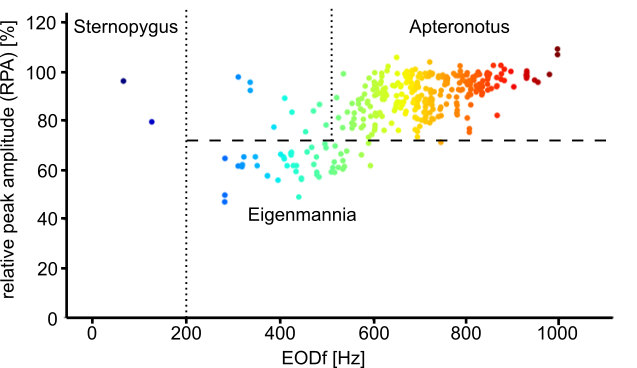 Sternopygus
Apteronotus
Eigenmannia
relative peak amplitude (RPA) [%]
120
100
80
60
40
20
0
0
200
400
600
800
1000
EODf [Hz]